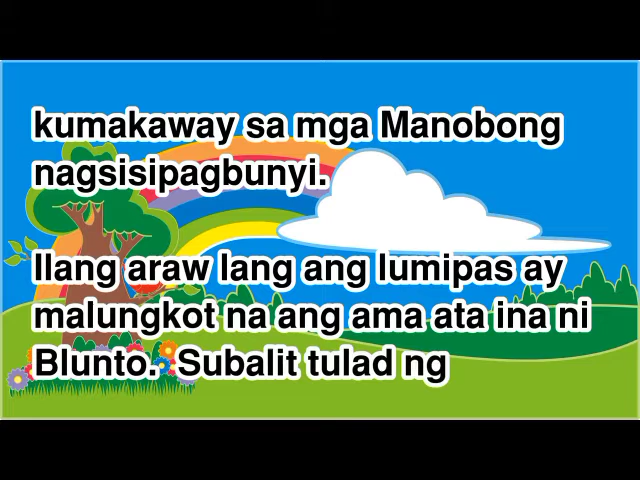 kumakaway sa mga Manobong
nagsisipagbunyi.
Ilang araw lang ang lumipas ay
malungkot na ang ama ata ina ni
Blunto.  Subalit tulad ng